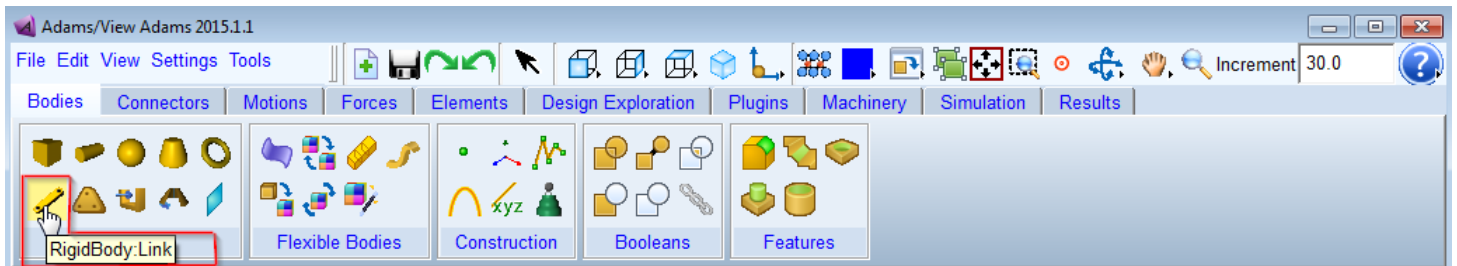 Adams/View Adams 2015.1.1
File Edit View Settings Tools Increment 30.0 ?
Bodies Connectors Motions Forces Elements Design Exploration Plugins Machinery Simulation Results
xyz
RigidBody:Link Flexible Bodies Construction Booleans Features